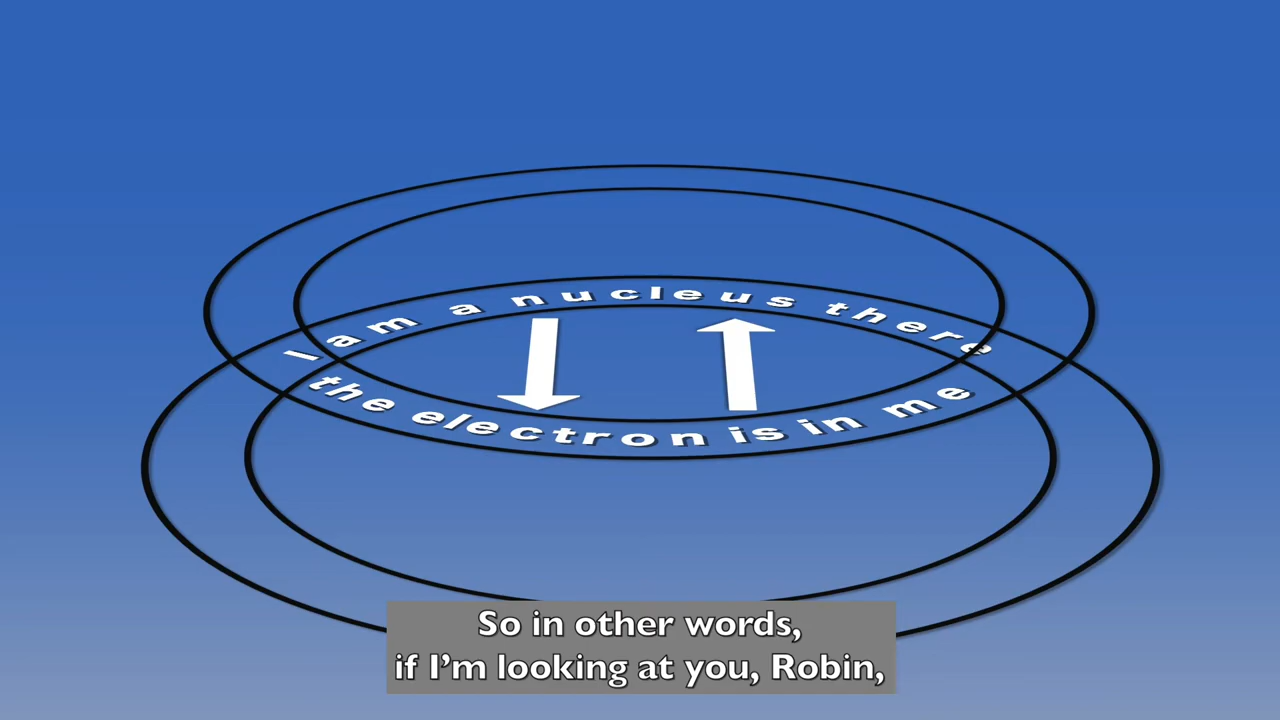 I am a nucleus there
the electron is in me
So in other words,
if I'm looking at you, Robin,